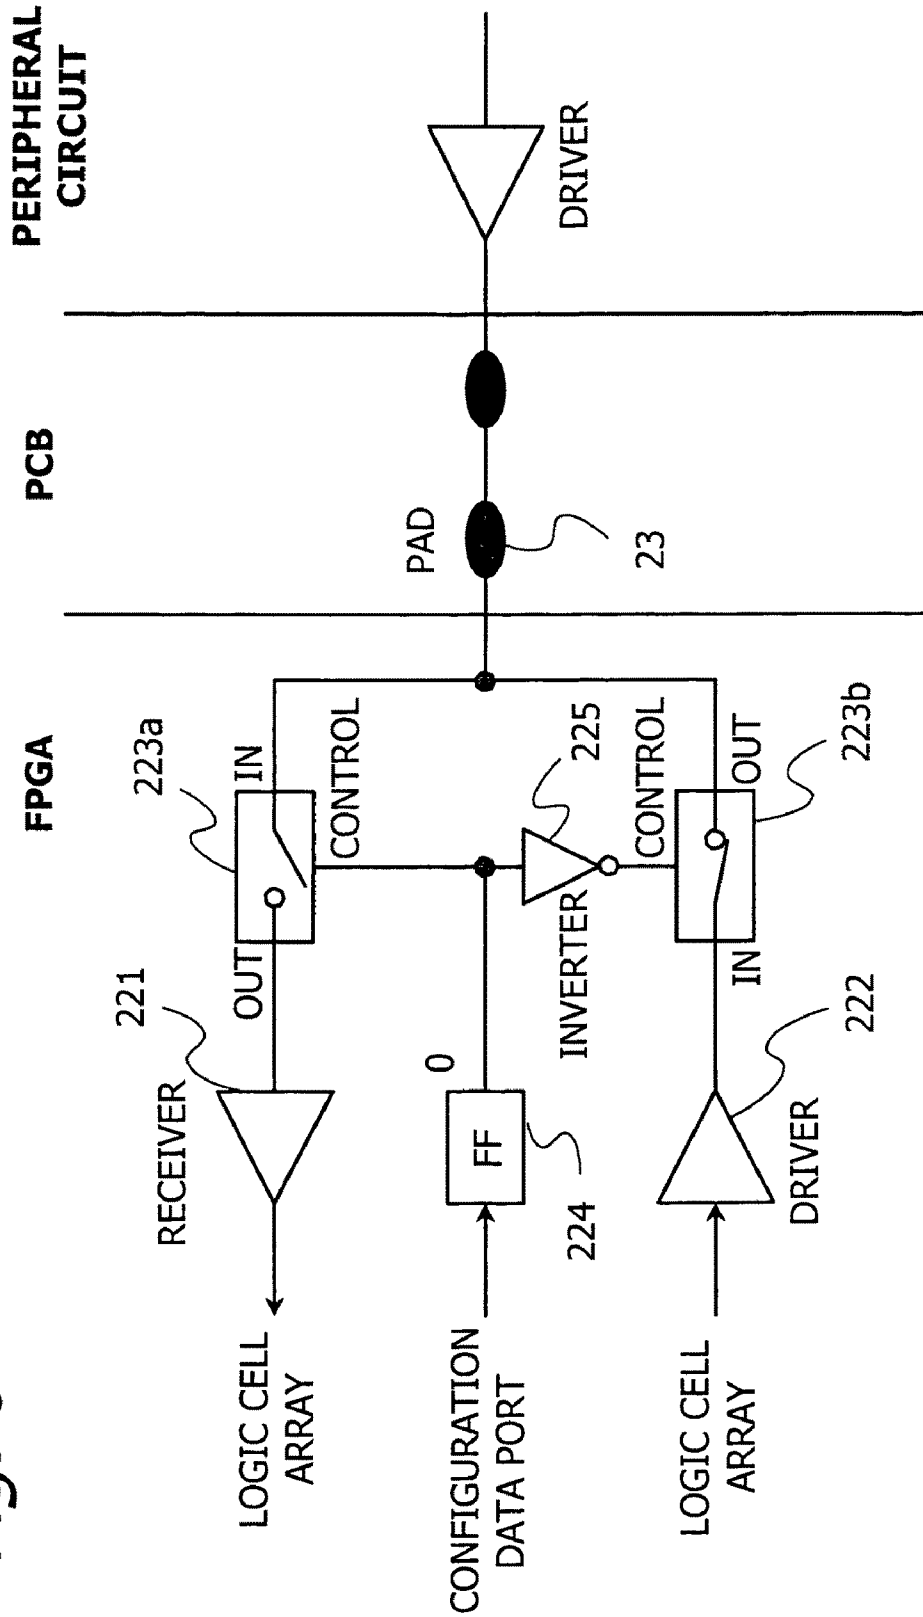 FPGA
PCB
PERIPHERAL
CIRCUIT
223a
221
RECEIVER
OUT
IN
LOGIC CELL
ARRAY
CONTROL
PAD
0
FF
CONFIGURATION
DATA PORT
224
INVERTER
225
23
DRIVER
CONTROL
IN
OUT
LOGIC CELL
ARRAY
DRIVER
222
223b